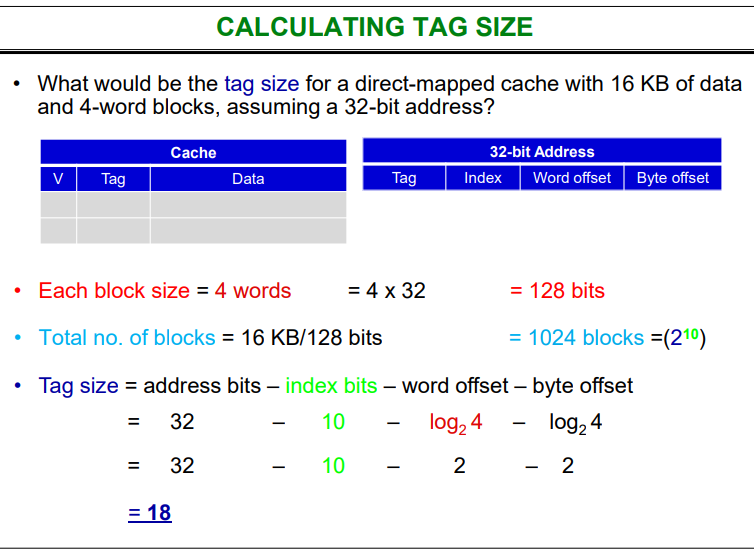 CALCULATING TAG SIZE
• What would be the tag size for a direct-mapped cache with 16 KB of data
and 4-word blocks, assuming a 32-bit address?
Cache
V Tag Data
32-bit Address
Tag Index Word offset Byte offset
• Each block size = 4 words = 4 x 32 = 128 bits
• Total no. of blocks = 16 KB/128 bits = 1024 blocks =(2¹⁰)
• Tag size = address bits – index bits – word offset – byte offset
= 32 – 10 – log₂ 4 – log₂ 4
= 32 – 10 – 2 – 2
= 18